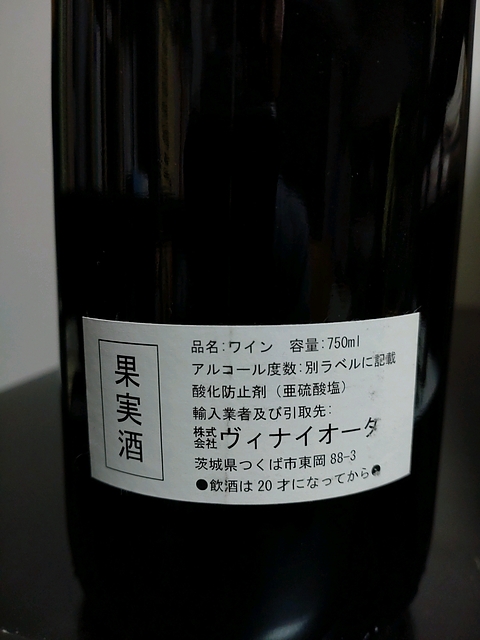 果実酒
品名:ワイン 容量:750ml
アルコール度数:別ラベルに記載
酸化防止剤(亜硫酸塩)
輸入業者及び引取先:
株式会社ヴィナイオータ
茨城県つくば市東岡 88-3
●飲酒は 20 才になってから●